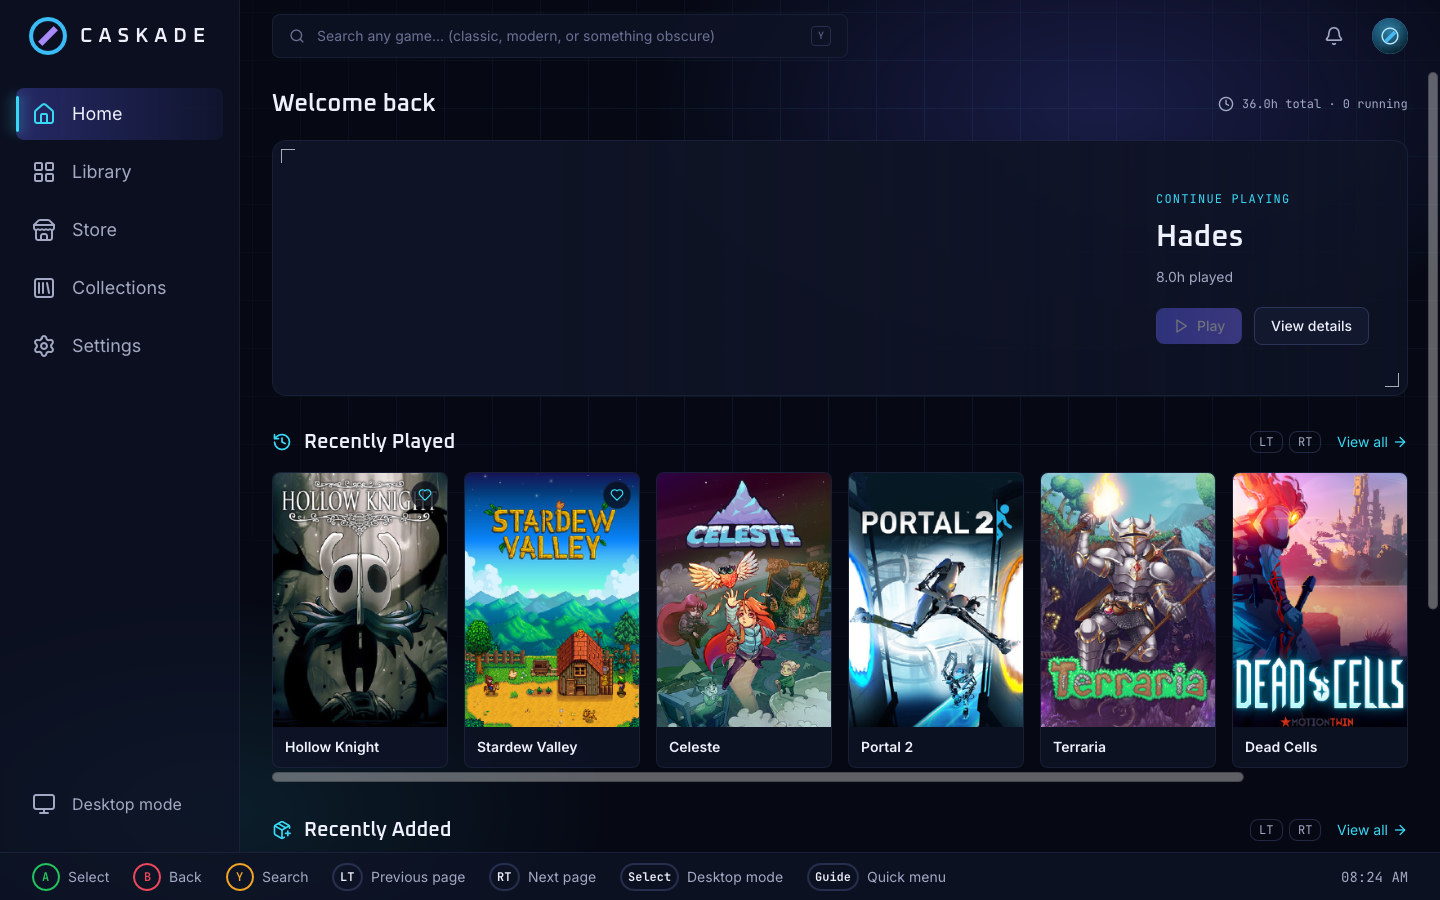 CASKADE
Search any game... (classic, modern, or something obscure)
Y
Home
Library
Store
Collections
Settings
Desktop mode
Welcome back
36.0h total · 0 running
CONTINUE PLAYING
Hades
8.0h played
Play
View details
Recently Played
LT
RT
View all
HOLLOW KNIGHT
STARDEW
VALLEY
CELESTE
PORTAL 2
Terraria
DEAD CELLS
MOTIONTWIN
Hollow Knight
Stardew Valley
Celeste
Portal 2
Terraria
Dead Cells
Recently Added
LT
RT
View all
A Select
B Back
Y Search
LT Previous page
RT Next page
Select Desktop mode
Guide Quick menu
08:24 AM